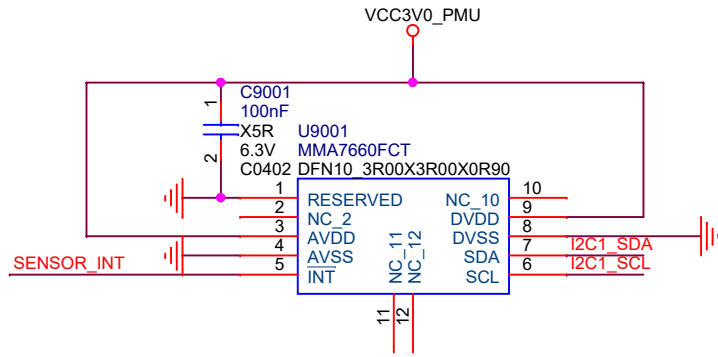 VCC3V0_PMU
C9001
1
100nF
X5R
U9001
6.3V
MMA7660FCT
2
C0402
DFN10_3R00X3R00X0R90
1
RESERVED
NC_10
10
2
NC_2
DVDD
9
3
AVDD
DVSS
8
4
AVSS
SDA
7
I2C1_SDA
SENSOR_INT
5
INT
SCL
6
I2C1_SCL
NC_11
NC_12
11
12